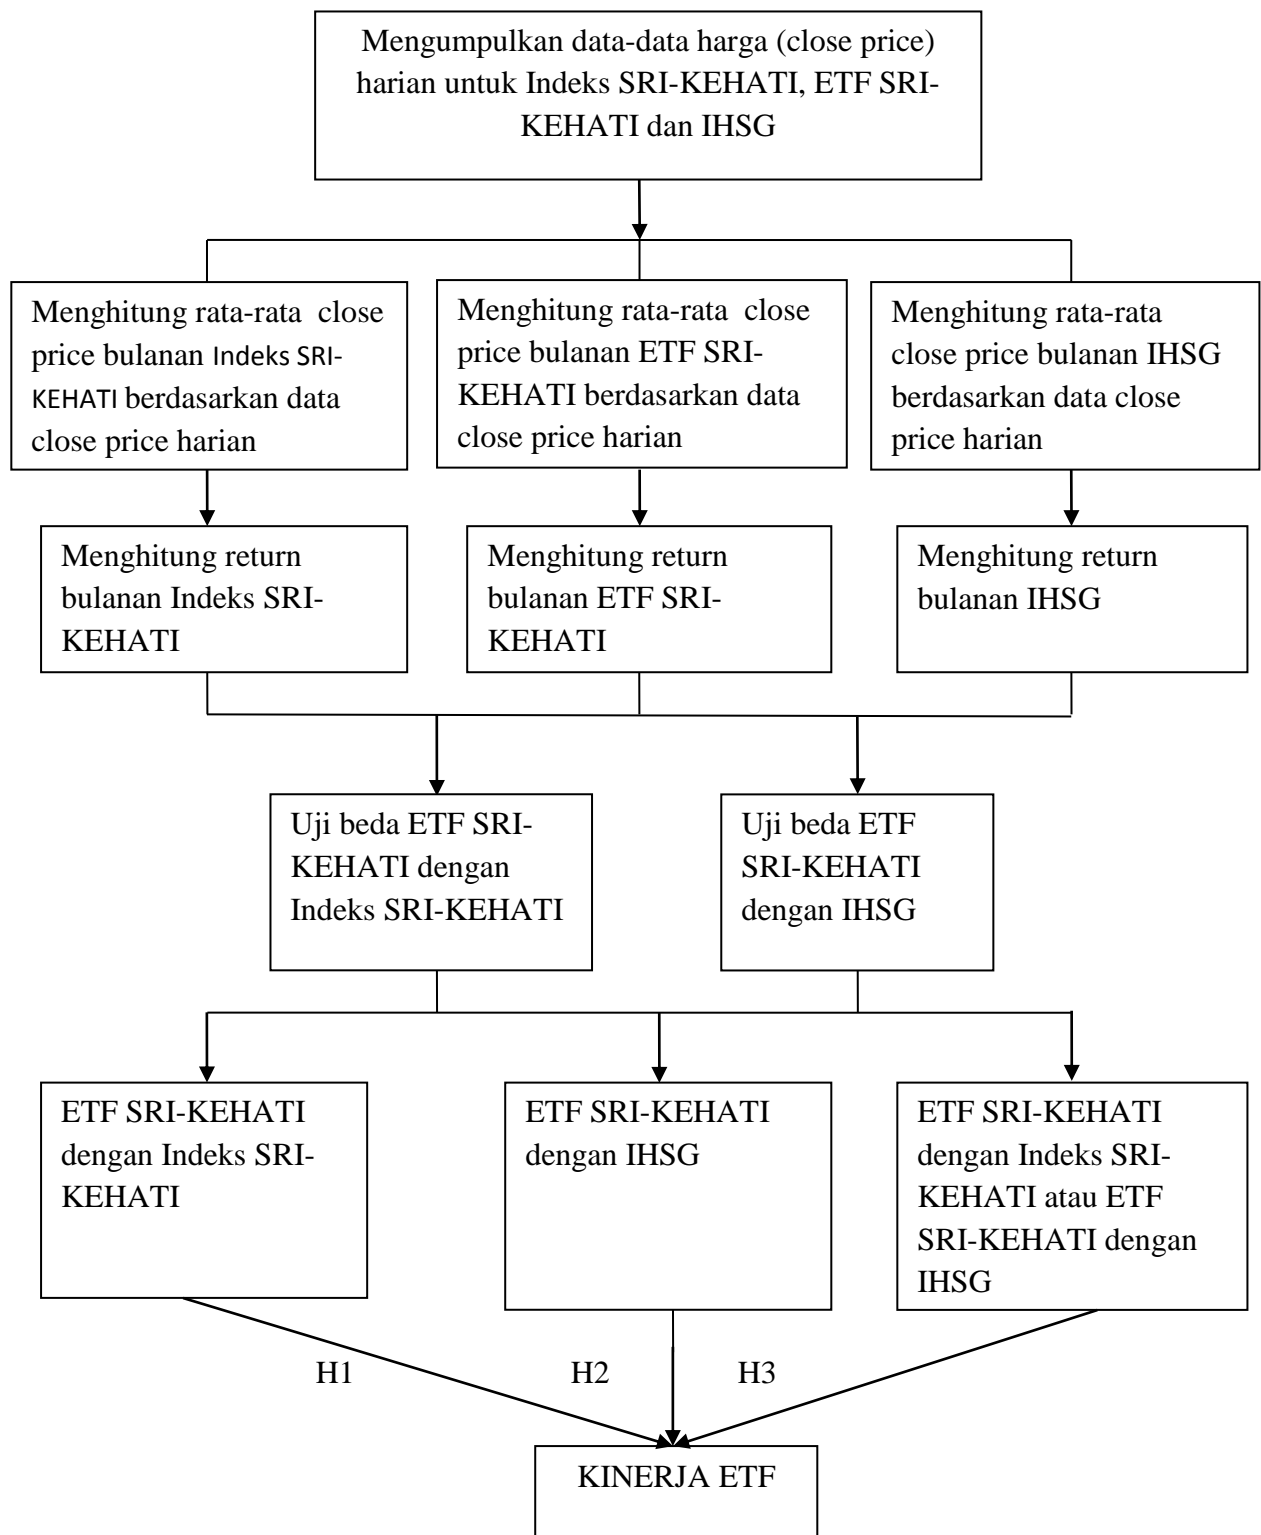 Mengumpulkan data-data harga (close price)
harian untuk Indeks SRI-KEHATI, ETF SRI-
KEHATI dan IHSG
Menghitung rata-rata  close
price bulanan Indeks SRI-
KEHATI berdasarkan data
close price harian
Menghitung rata-rata  close
price bulanan ETF SRI-
KEHATI berdasarkan data
close price harian
Menghitung rata-rata
close price bulanan IHSG
berdasarkan data close
price harian
Menghitung return
bulanan Indeks SRI-
KEHATI
Menghitung return
bulanan ETF SRI-
KEHATI
Menghitung return
bulanan IHSG
Uji beda ETF SRI-
KEHATI dengan
Indeks SRI-KEHATI
Uji beda ETF
SRI-KEHATI
dengan IHSG
ETF SRI-KEHATI
dengan Indeks SRI-
KEHATI
ETF SRI-KEHATI
dengan IHSG
ETF SRI-KEHATI
dengan Indeks SRI-
KEHATI atau ETF
SRI-KEHATI dengan
IHSG
H1
H2
H3
KINERJA ETF